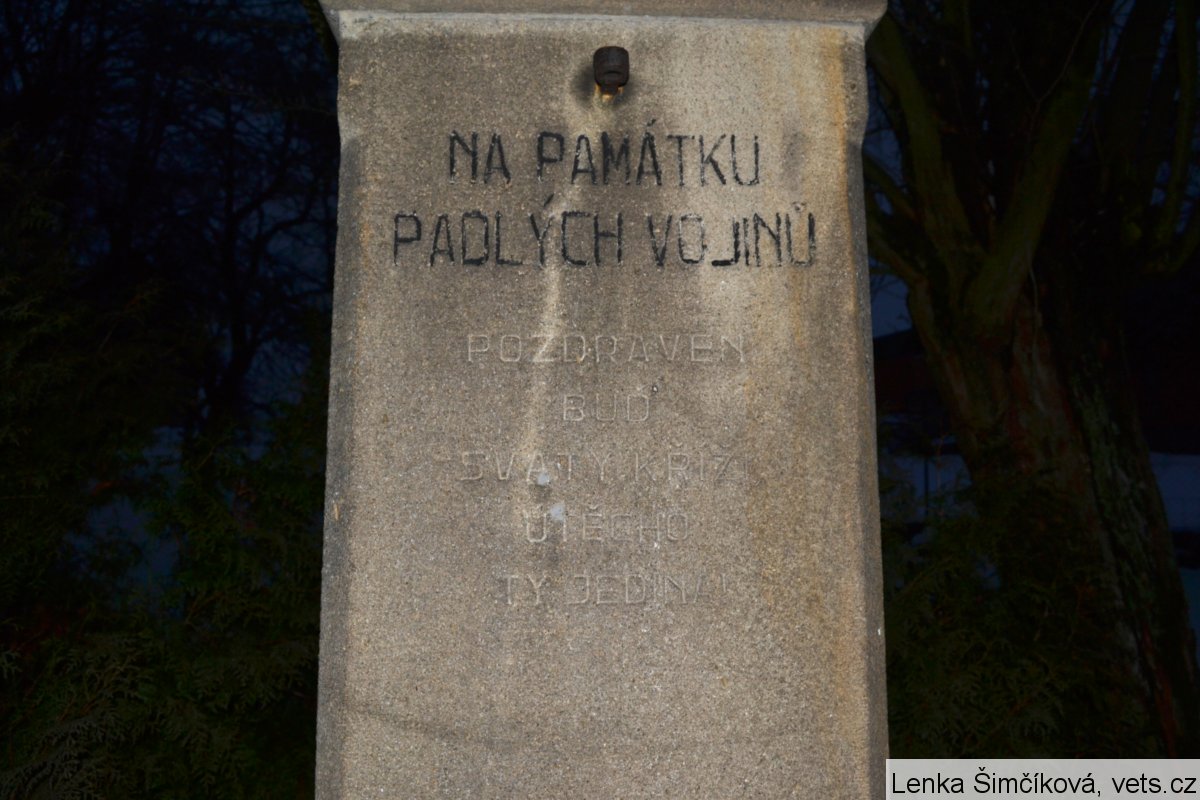 NA PAMÁTKU
PADLÝCH VOJINŮ
POZDRAVEN
BUĎ
SVATÝ KŘÍŽI
ÚTĚCHO
TY JEDINÁ!
Lenka Šimčíková, vets.cz